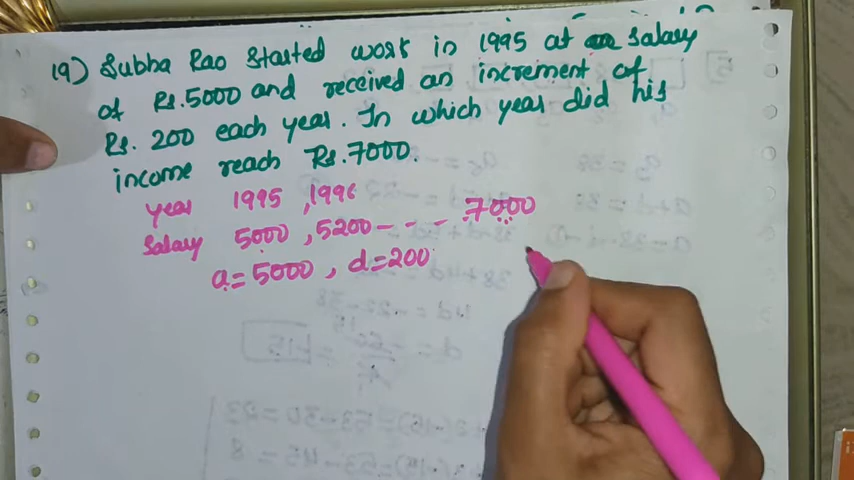 19) Subba Rao started work in 1995 at an salary
of Rs.5000 and received an increment of
Rs. 200 each year. In which year did his
income reach Rs.7000.
year 1995, 1996
salary 5000, 5200 - - - 7000
a=5000, d=200